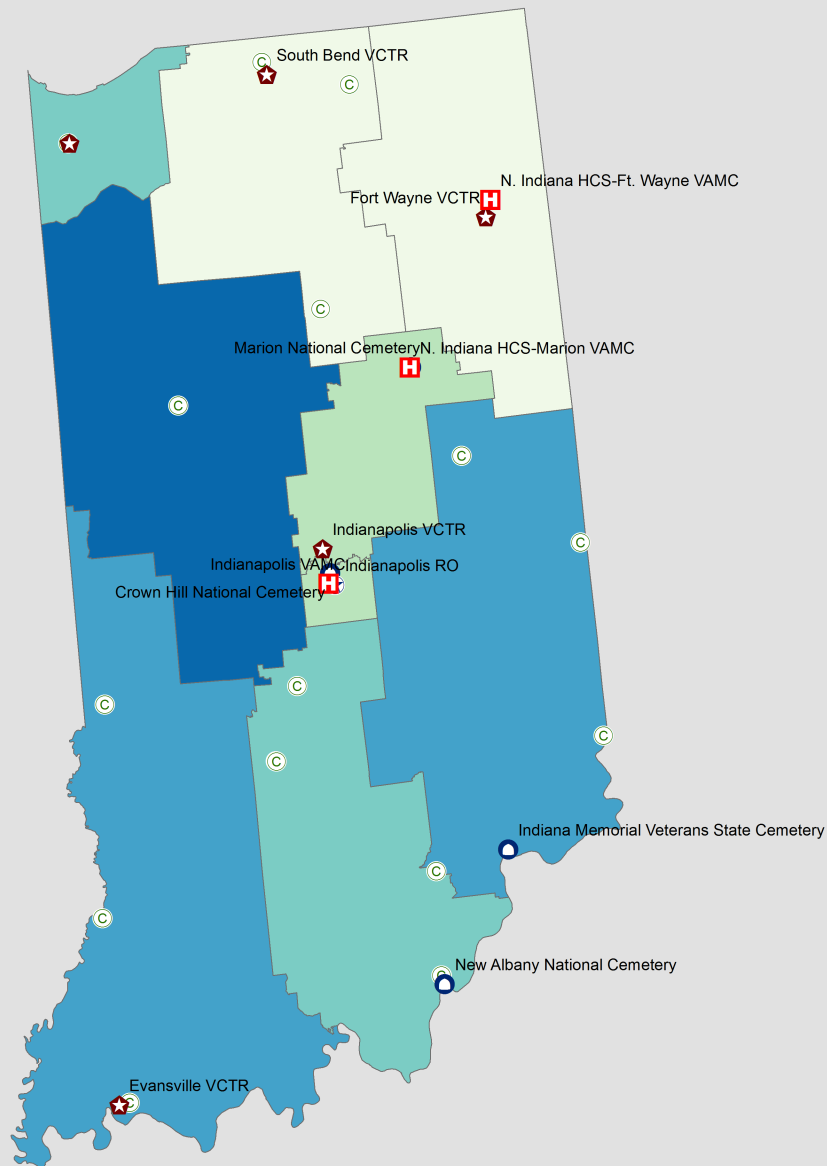 South Bend VCTR
C
C
N. Indiana HCS-Ft. Wayne VAMC
H
Fort Wayne VCTR
C
Marion National Cemetery
N. Indiana HCS-Marion VAMC
H
C
C
Indianapolis VCTR
C
Indianapolis VAMC
Indianapolis RO
H
Crown Hill National Cemetery
C
C
C
C
Indiana Memorial Veterans State Cemetery
C
C
New Albany National Cemetery
C
Evansville VCTR
C